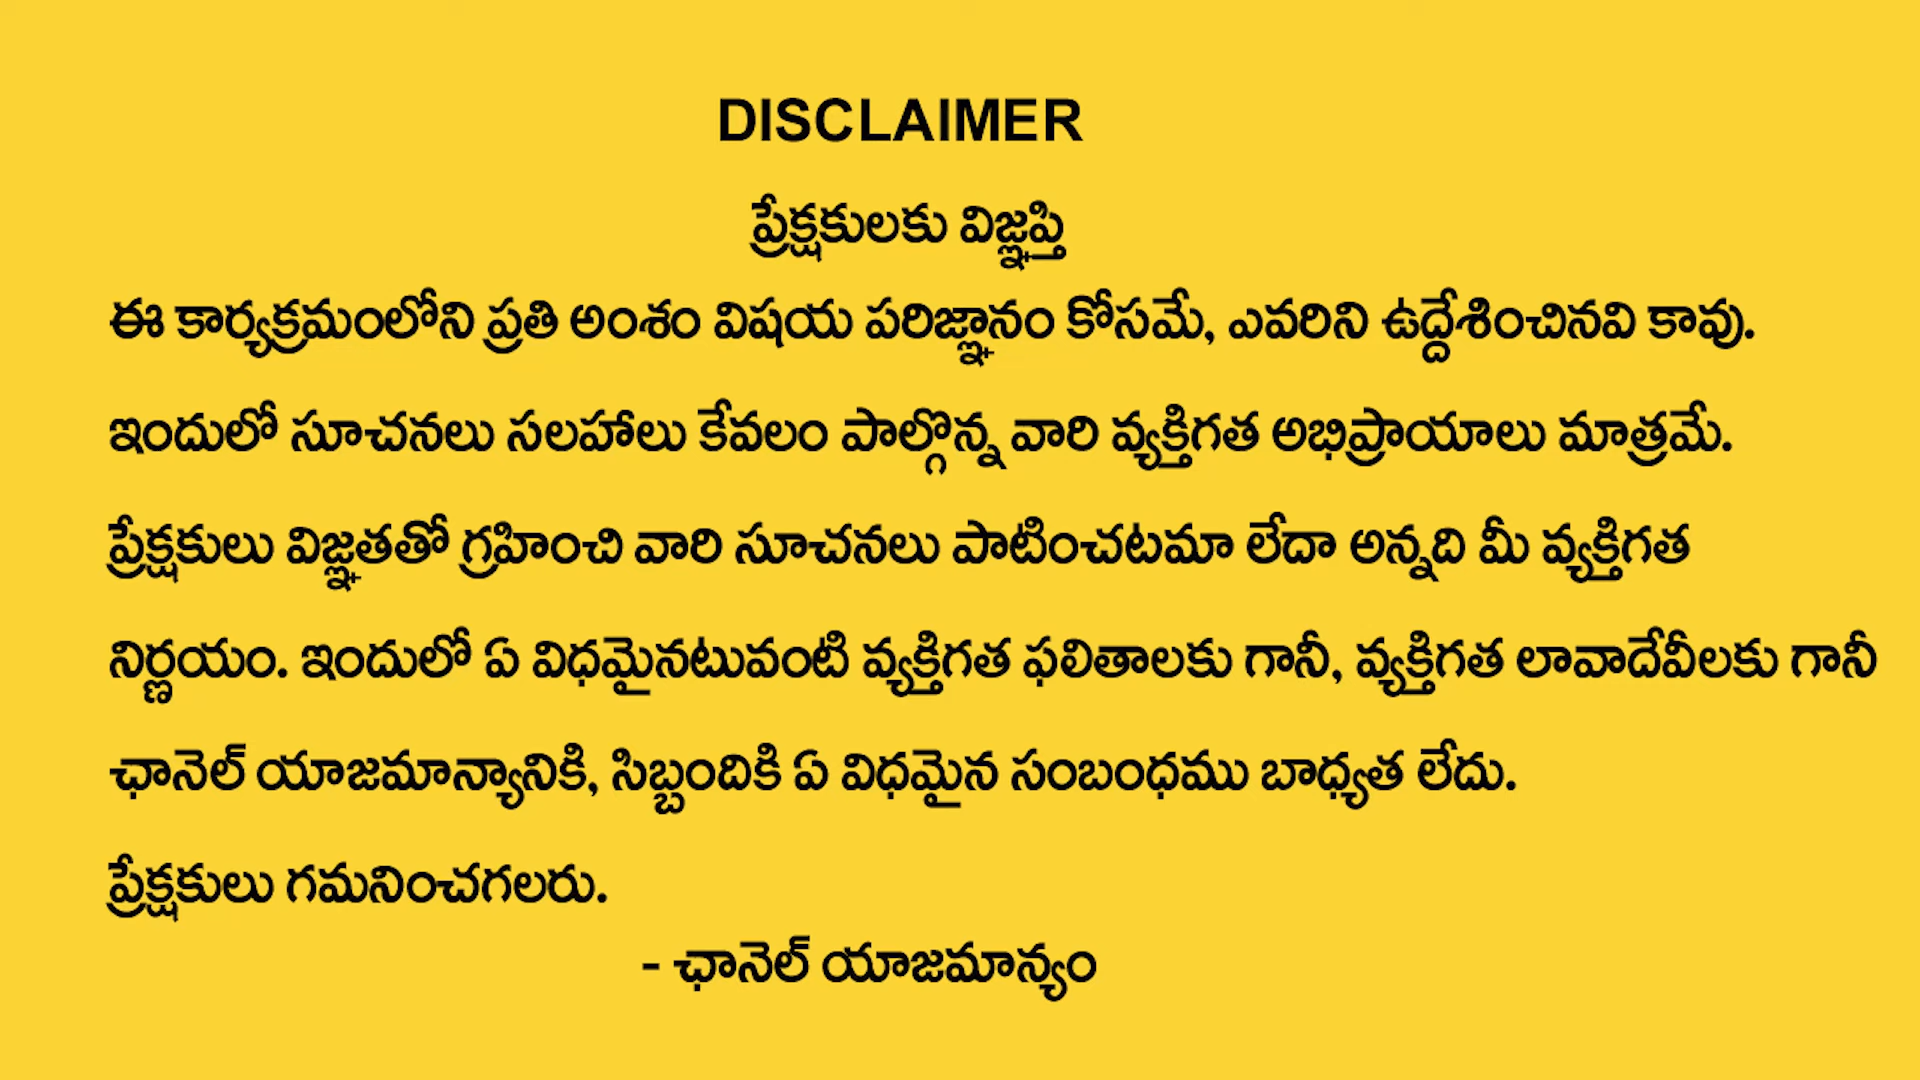 DISCLAIMER
ప్రేక్షకులకు విజ్ఞప్తి
ఈ కార్యక్రమంలోని ప్రతి అంశం విషయ పరిజ్ఞానం కోసమే, ఎవరిని ఉద్దేశించినవి కావు.
ఇందులో సూచనలు సలహాలు కేవలం పాల్గొన్న వారి వ్యక్తిగత అభిప్రాయాలు మాత్రమే.
ప్రేక్షకులు విజ్ఞతతో గ్రహించి వారి సూచనలు పాటించటమా లేదా అన్నది మీ వ్యక్తిగత
నిర్ణయం. ఇందులో ఏ విధమైనటువంటి వ్యక్తిగత ఫలితాలకు గానీ, వ్యక్తిగత లావాదేవీలకు గానీ
ఛానెల్ యాజమాన్యానికి, సిబ్బందికి ఏ విధమైన సంబంధము బాధ్యత లేదు.
ప్రేక్షకులు గమనించగలరు.
- ఛానెల్ యాజమాన్యం